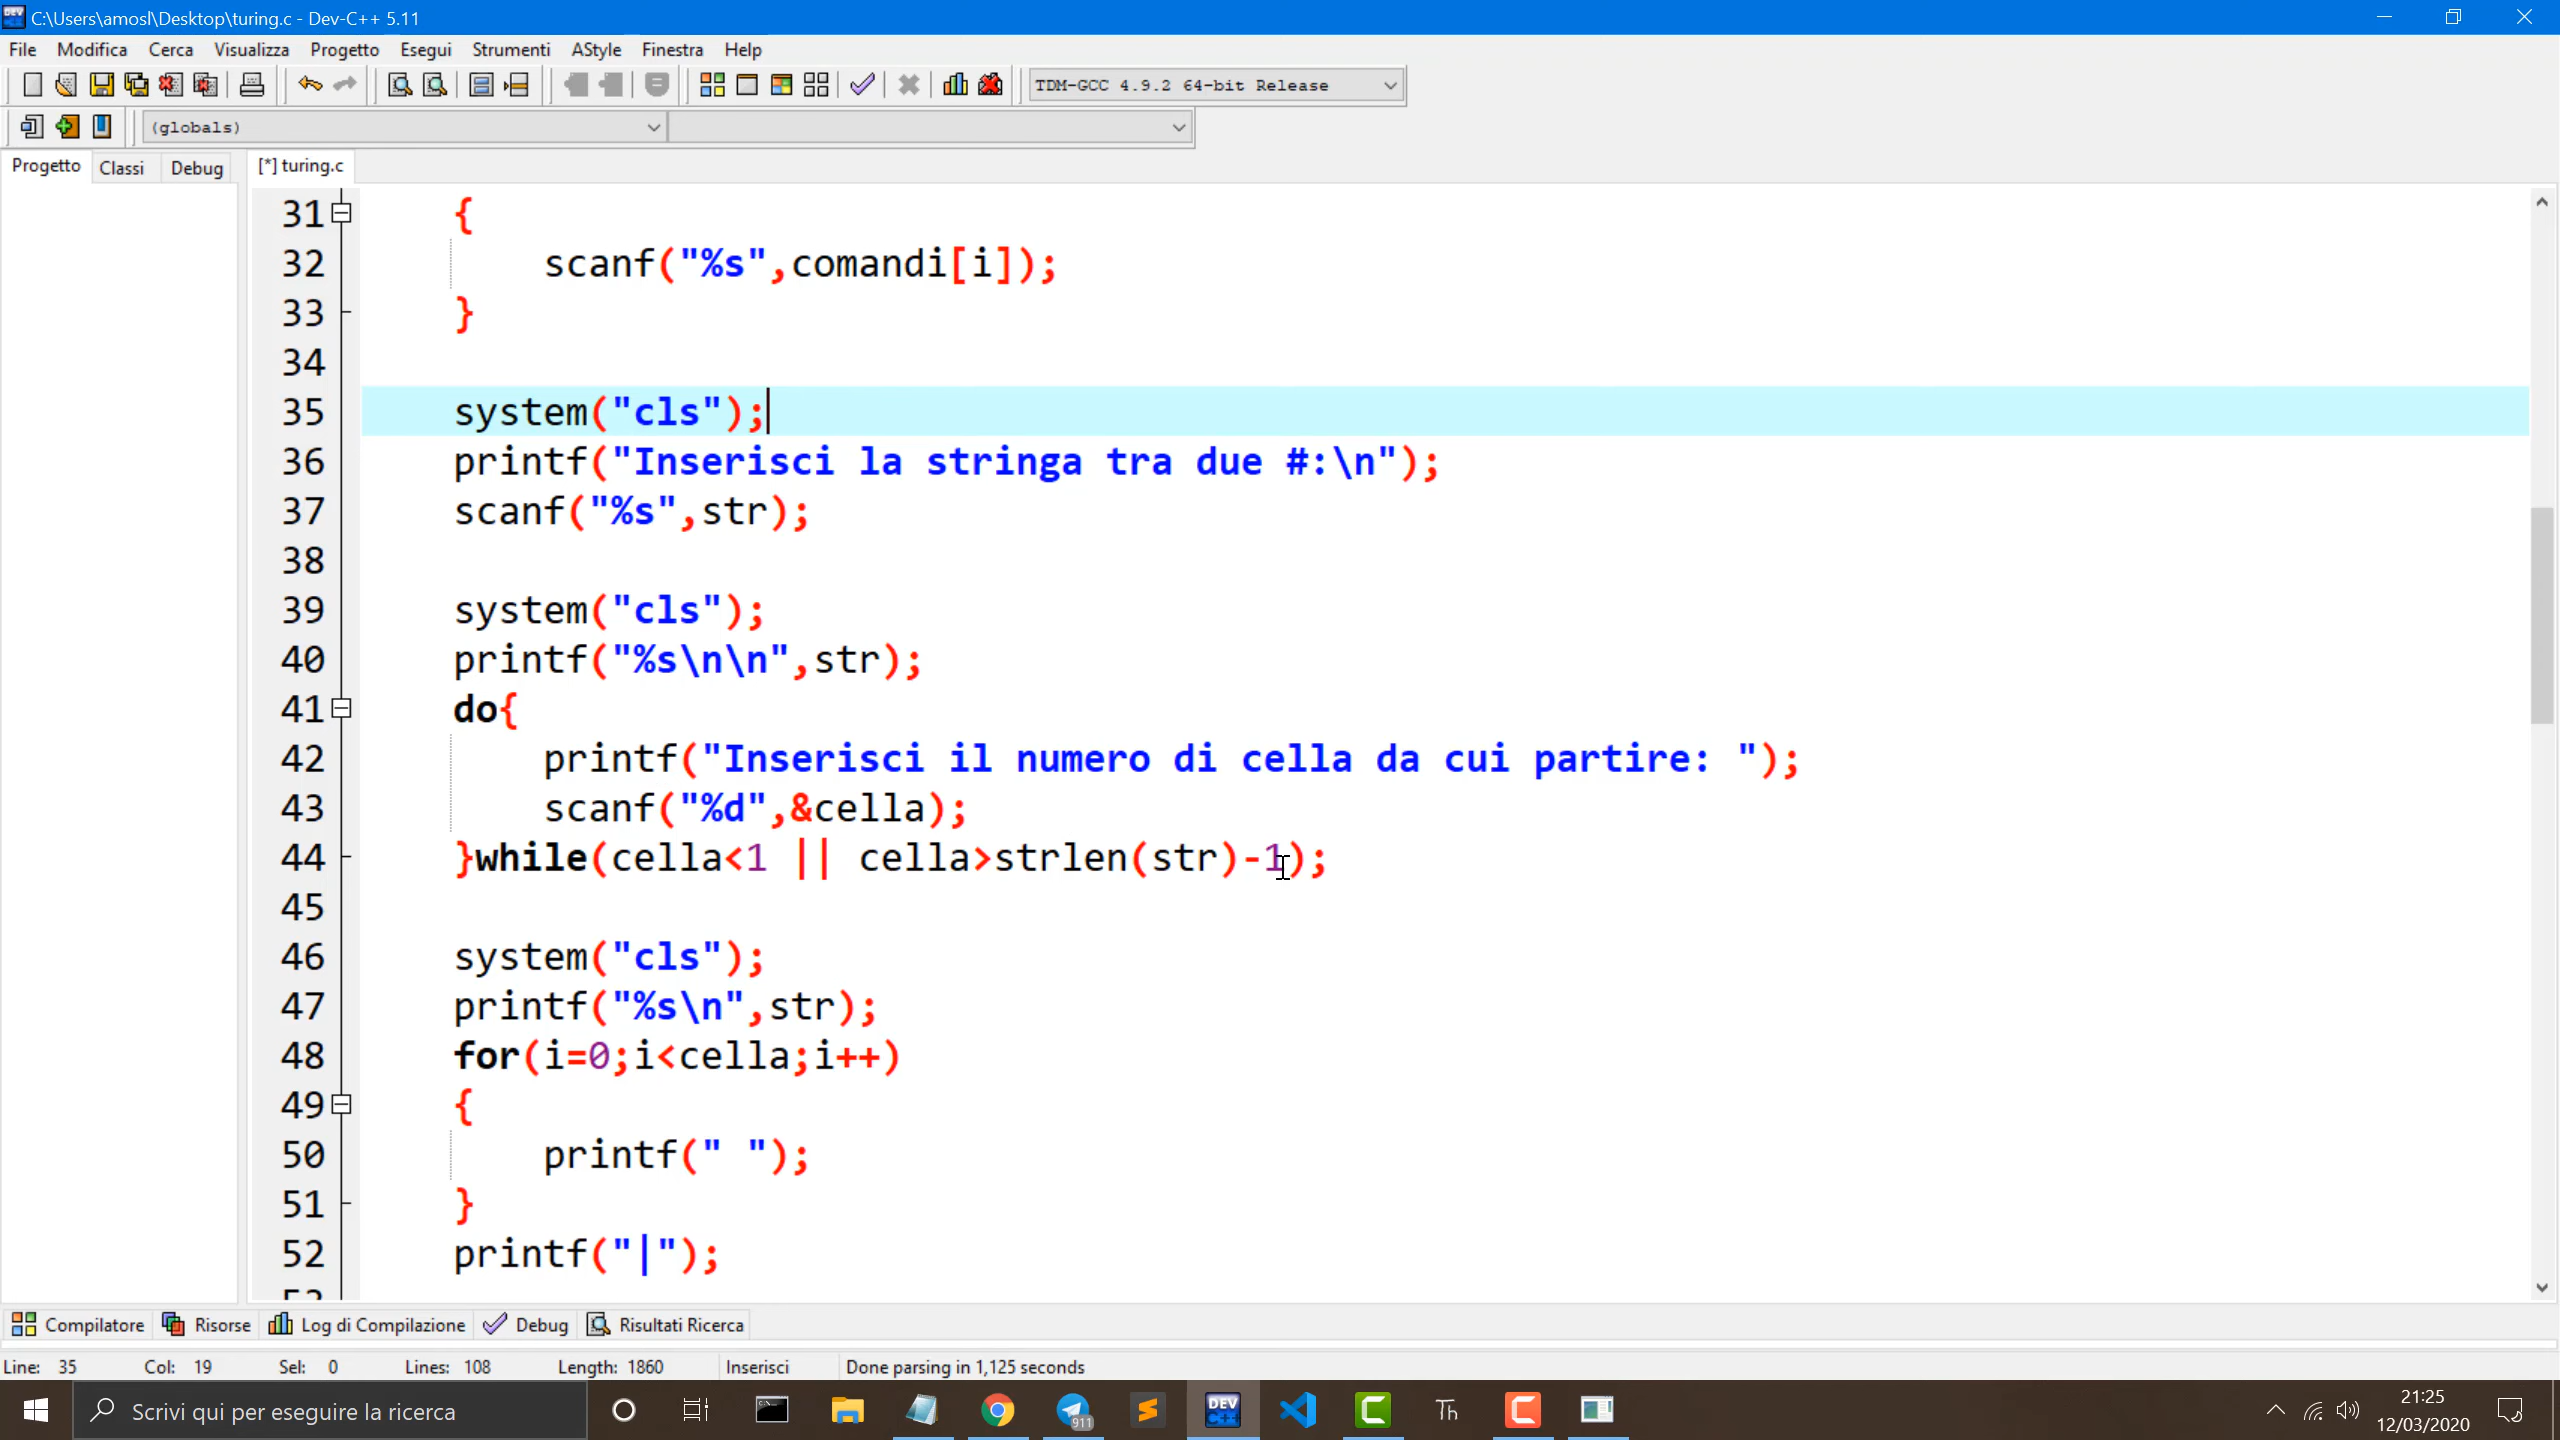 C:\Users\amosl\Desktop\turing.c - Dev-C++ 5.11
File Modifica Cerca Visualizza Progetto Esegui Strumenti AStyle Finestra Help
TDM-GCC 4.9.2 64-bit Release
(globals)
Progetto Classi Debug [*] turing.c
31 {
32 scanf("%s",comandi[i]);
33 }
34
35 system("cls");
36 printf("Inserisci la stringa tra due #:\n");
37 scanf("%s",str);
38
39 system("cls");
40 printf("%s\n\n",str);
41 do{
42 printf("Inserisci il numero di cella da cui partire: ");
43 scanf("%d",&cella);
44 }while(cella<1 || cella>strlen(str)-1);
45
46 system("cls");
47 printf("%s\n",str);
48 for(i=0;i<cella;i++)
49 {
50 printf(" ");
51 }
52 printf("|");
53
Compilatore Risorse Log di Compilazione Debug Risultati Ricerca
Line: 35 Col: 19 Sel: 0 Lines: 108 Length: 1860 Inserisci Done parsing in 1,125 seconds
Scrivi qui per eseguire la ricerca
911
DEV C++
Th
21:25
12/03/2020